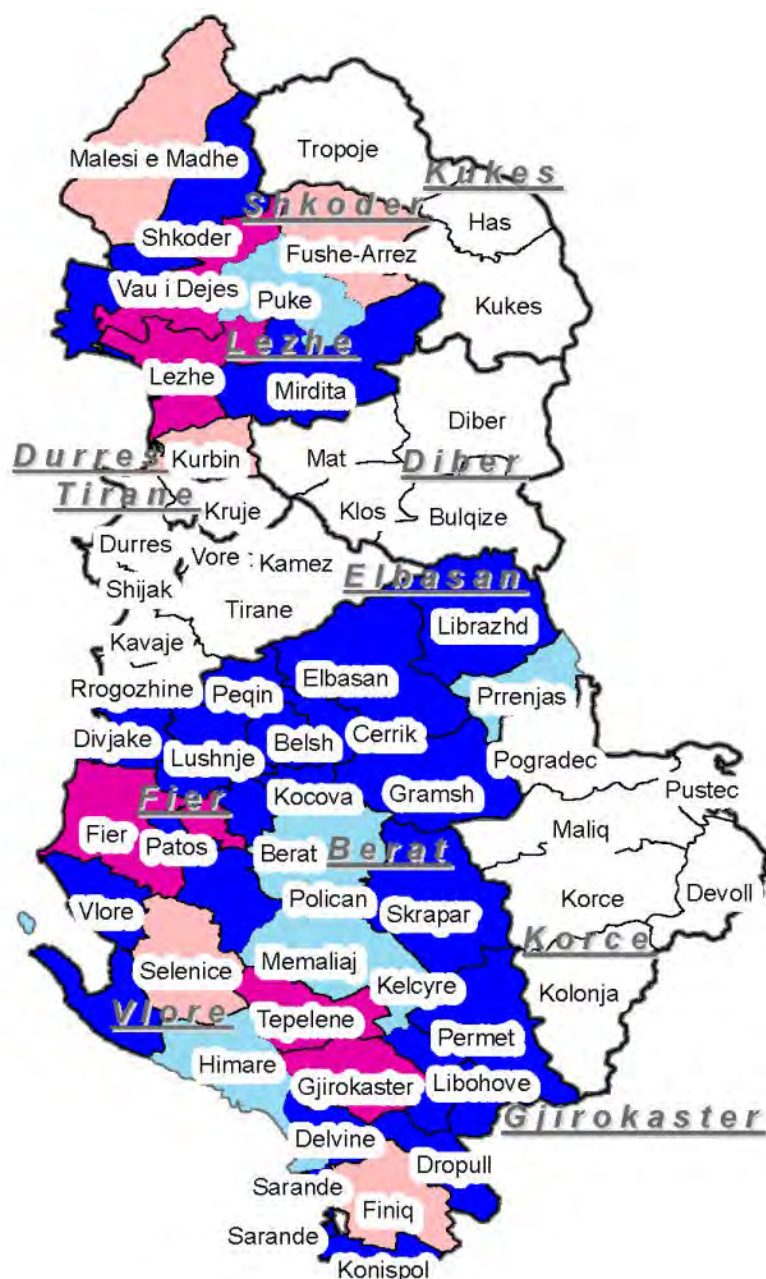 Malesi e Madhe
Tropoje
Kukes
Shkoder
Has
Shkoder
Fushe-Arrez
Vau i Dejes
Puke
Kukes
Lezhe
Lezhe
Mirdita
Diber
Durres
Kurbin
Mat
Diber
Tirane
Kruje
Klos
Bulqize
Durres
Vore
Kamez
Shijak
Elbasan
Tirane
Librazhd
Kavaje
Elbasan
Rrogozhine
Peqin
Prrenjas
Divjake
Lushnje
Belsh
Cerrik
Pogradec
Pustec
Fier
Kocova
Gramsh
Fier
Patos
Berat
Berat
Maliq
Vlore
Polican
Skrapar
Korce
Devoll
Selenice
Memaliaj
Korce
Kelcyre
Kolonja
Vlore
Tepelene
Permet
Himare
Gjirokaster
Libohove
Gjirokaster
Delvine
Dropull
Sarande
Finiq
Sarande
Konispol